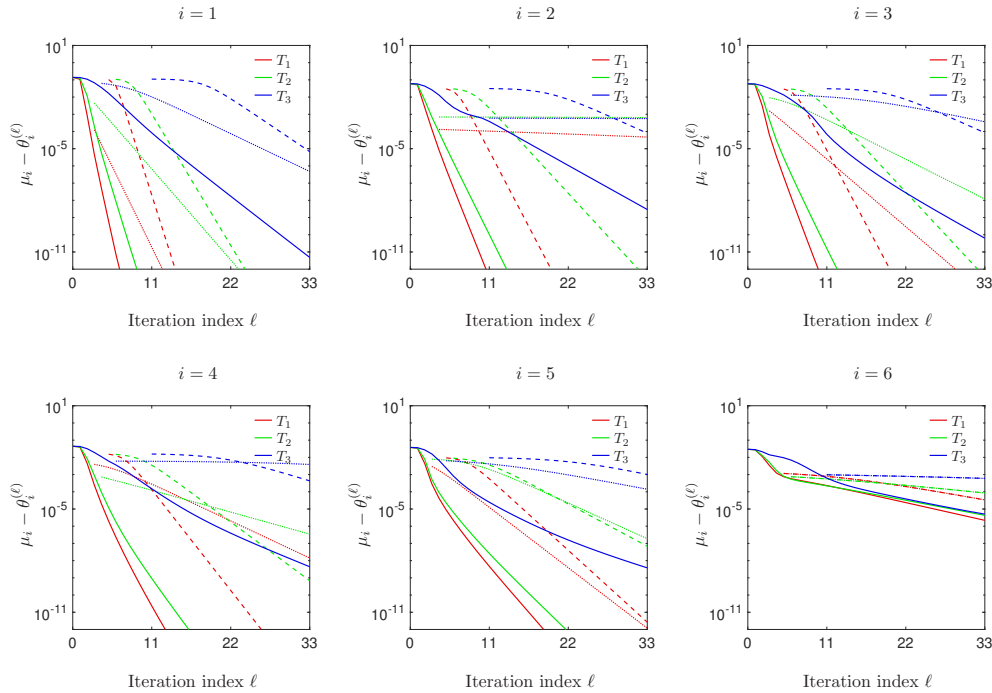 i = 1
10^1
10^-5
10^-11
μ_i − θ_i^(ℓ)
T_1
T_2
T_3
0 11 22 33
Iteration index ℓ
i = 2
10^1
10^-5
10^-11
μ_i − θ_i^(ℓ)
T_1
T_2
T_3
0 11 22 33
Iteration index ℓ
i = 3
10^1
10^-5
10^-11
μ_i − θ_i^(ℓ)
T_1
T_2
T_3
0 11 22 33
Iteration index ℓ
i = 4
10^1
10^-5
10^-11
μ_i − θ_i^(ℓ)
T_1
T_2
T_3
0 11 22 33
Iteration index ℓ
i = 5
10^1
10^-5
10^-11
μ_i − θ_i^(ℓ)
T_1
T_2
T_3
0 11 22 33
Iteration index ℓ
i = 6
10^1
10^-5
10^-11
μ_i − θ_i^(ℓ)
T_1
T_2
T_3
0 11 22 33
Iteration index ℓ